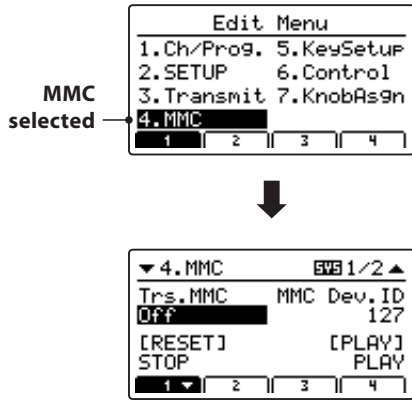 Edit Menu
1.Ch/Prog. 5.KeySetup
2.SETUP 6.Control
3.Transmit 7.KnobAsgn
4.MMC
1 2 3 4
MMC
selected
▼4.MMC SYS 1/2▲
Trs.MMC MMC Dev.ID
Off 127
[RESET] [PLAY]
STOP PLAY
1▼ 2 3 4